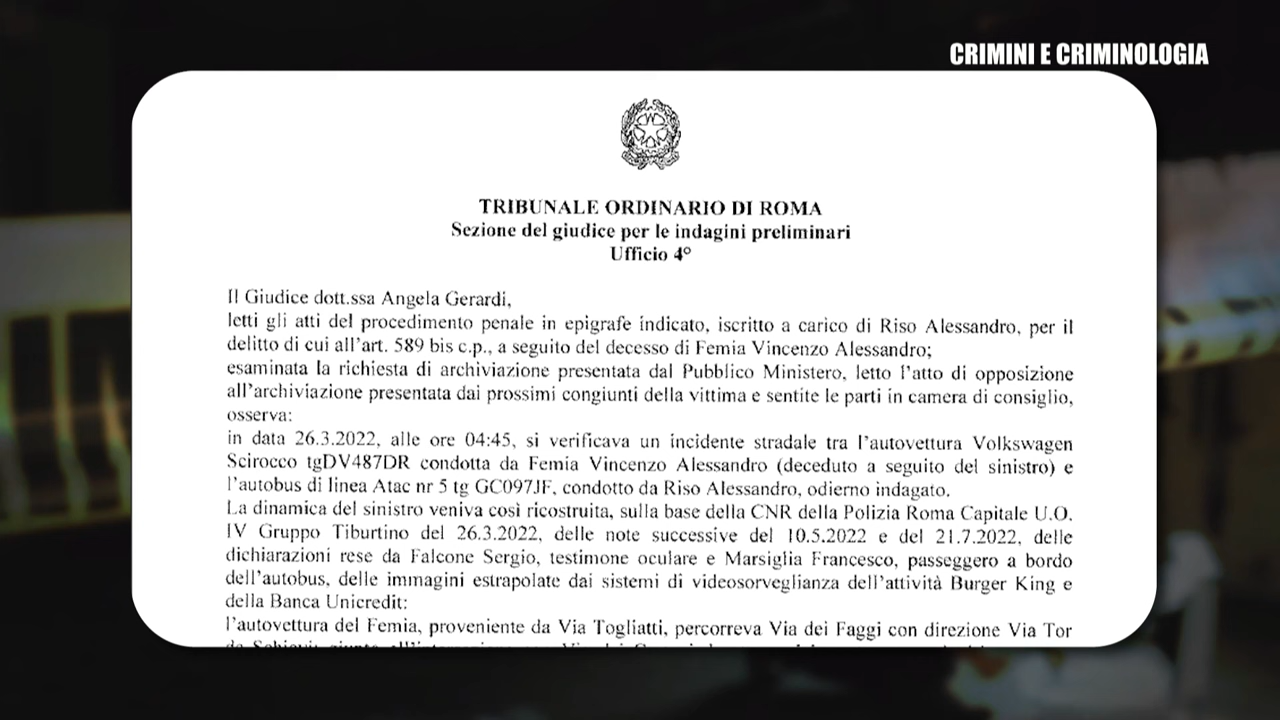 CRIMINI E CRIMINOLOGIA
TRIBUNALE ORDINARIO DI ROMA
Sezione del giudice per le indagini preliminari
Ufficio 4°
Il Giudice dott.ssa Angela Gerardi,
letti gli atti del procedimento penale in epigrafe indicato, iscritto a carico di Riso Alessandro, per il
delitto di cui all'art. 589 bis c.p., a seguito del decesso di Femia Vincenzo Alessandro;
esaminata la richiesta di archiviazione presentata dal Pubblico Ministero, letto l'atto di opposizione
all'archiviazione presentata dai prossimi congiunti della vittima e sentite le parti in camera di consiglio,
osserva:
in data 26.3.2022, alle ore 04:45, si verificava un incidente stradale tra l'autovettura Volkswagen
Scirocco tgDV487DR condotta da Femia Vincenzo Alessandro (deceduto a seguito del sinistro) e
l'autobus di linea Atac nr 5 tg GC097JF, condotto da Riso Alessandro, odierno indagato.
La dinamica del sinistro veniva così ricostruita, sulla base della CNR della Polizia Roma Capitale U.O.
IV Gruppo Tiburtino del 26.3.2022, delle note successive del 10.5.2022 e del 21.7.2022, delle
dichiarazioni rese da Falcone Sergio, testimone oculare e Marsiglia Francesco, passeggero a bordo
dell'autobus, delle immagini estrapolate dai sistemi di videosorveglianza dell'attività Burger King e
della Banca Unicredit:
l'autovettura del Femia, proveniente da Via Togliatti, percorreva Via dei Faggi con direzione Via Tor